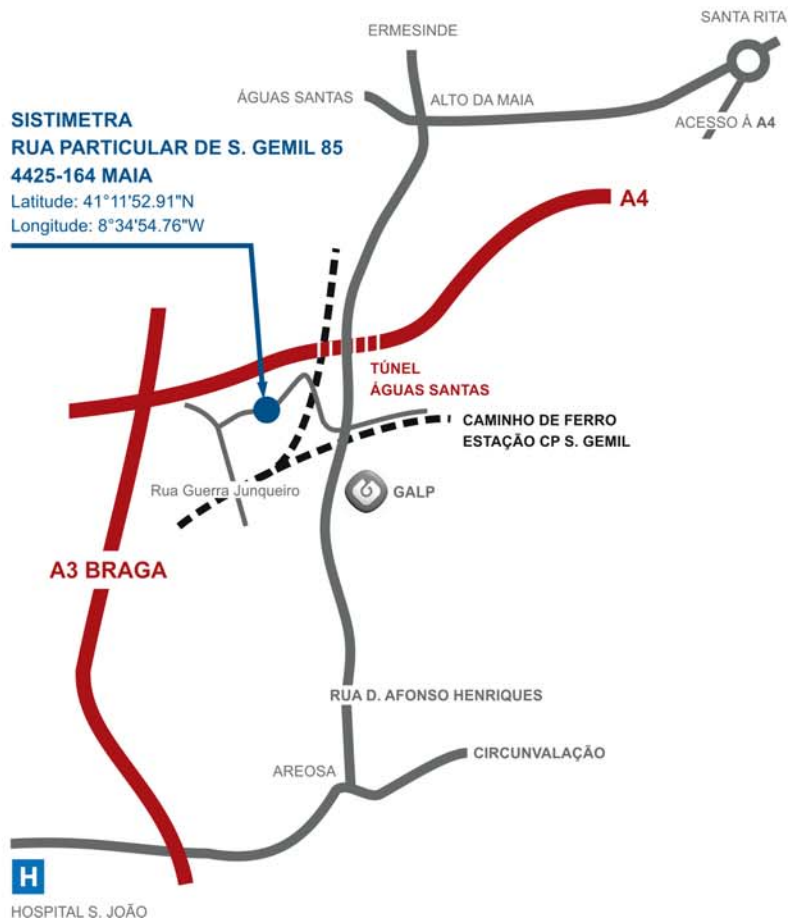 SANTA RITA
ERMESINDE
ÁGUAS SANTAS
ALTO DA MAIA
ACESSO À A4
SISTIMETRA
RUA PARTICULAR DE S. GEMIL 85
4425-164 MAIA
Latitude: 41°11'52.91"N
Longitude: 8°34'54.76"W
A4
TÚNEL
ÁGUAS SANTAS
CAMINHO DE FERRO
ESTAÇÃO CP S. GEMIL
Rua Guerra Junqueiro
GALP
A3 BRAGA
RUA D. AFONSO HENRIQUES
CIRCUNVALAÇÃO
AREOSA
H
HOSPITAL S. JOÃO